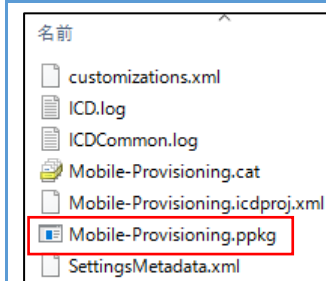 名前
customizations.xml
ICD.log
ICDCommon.log
Mobile-Provisioning.cat
Mobile-Provisioning.icdproj.xml
Mobile-Provisioning.ppkg
SettingsMetadata.xml